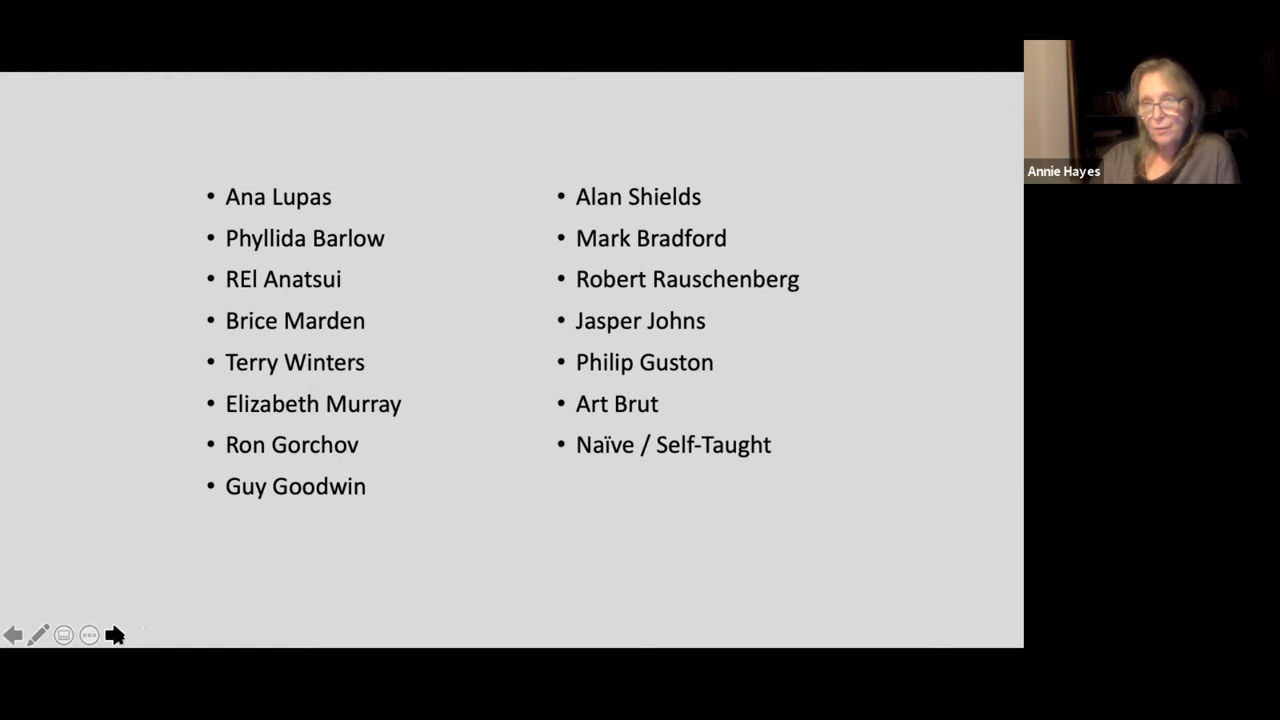 • Ana Lupas
• Phyllida Barlow
• REl Anatsui
• Brice Marden
• Terry Winters
• Elizabeth Murray
• Ron Gorchov
• Guy Goodwin
• Alan Shields
• Mark Bradford
• Robert Rauschenberg
• Jasper Johns
• Philip Guston
• Art Brut
• Naïve / Self-Taught
Annie Hayes